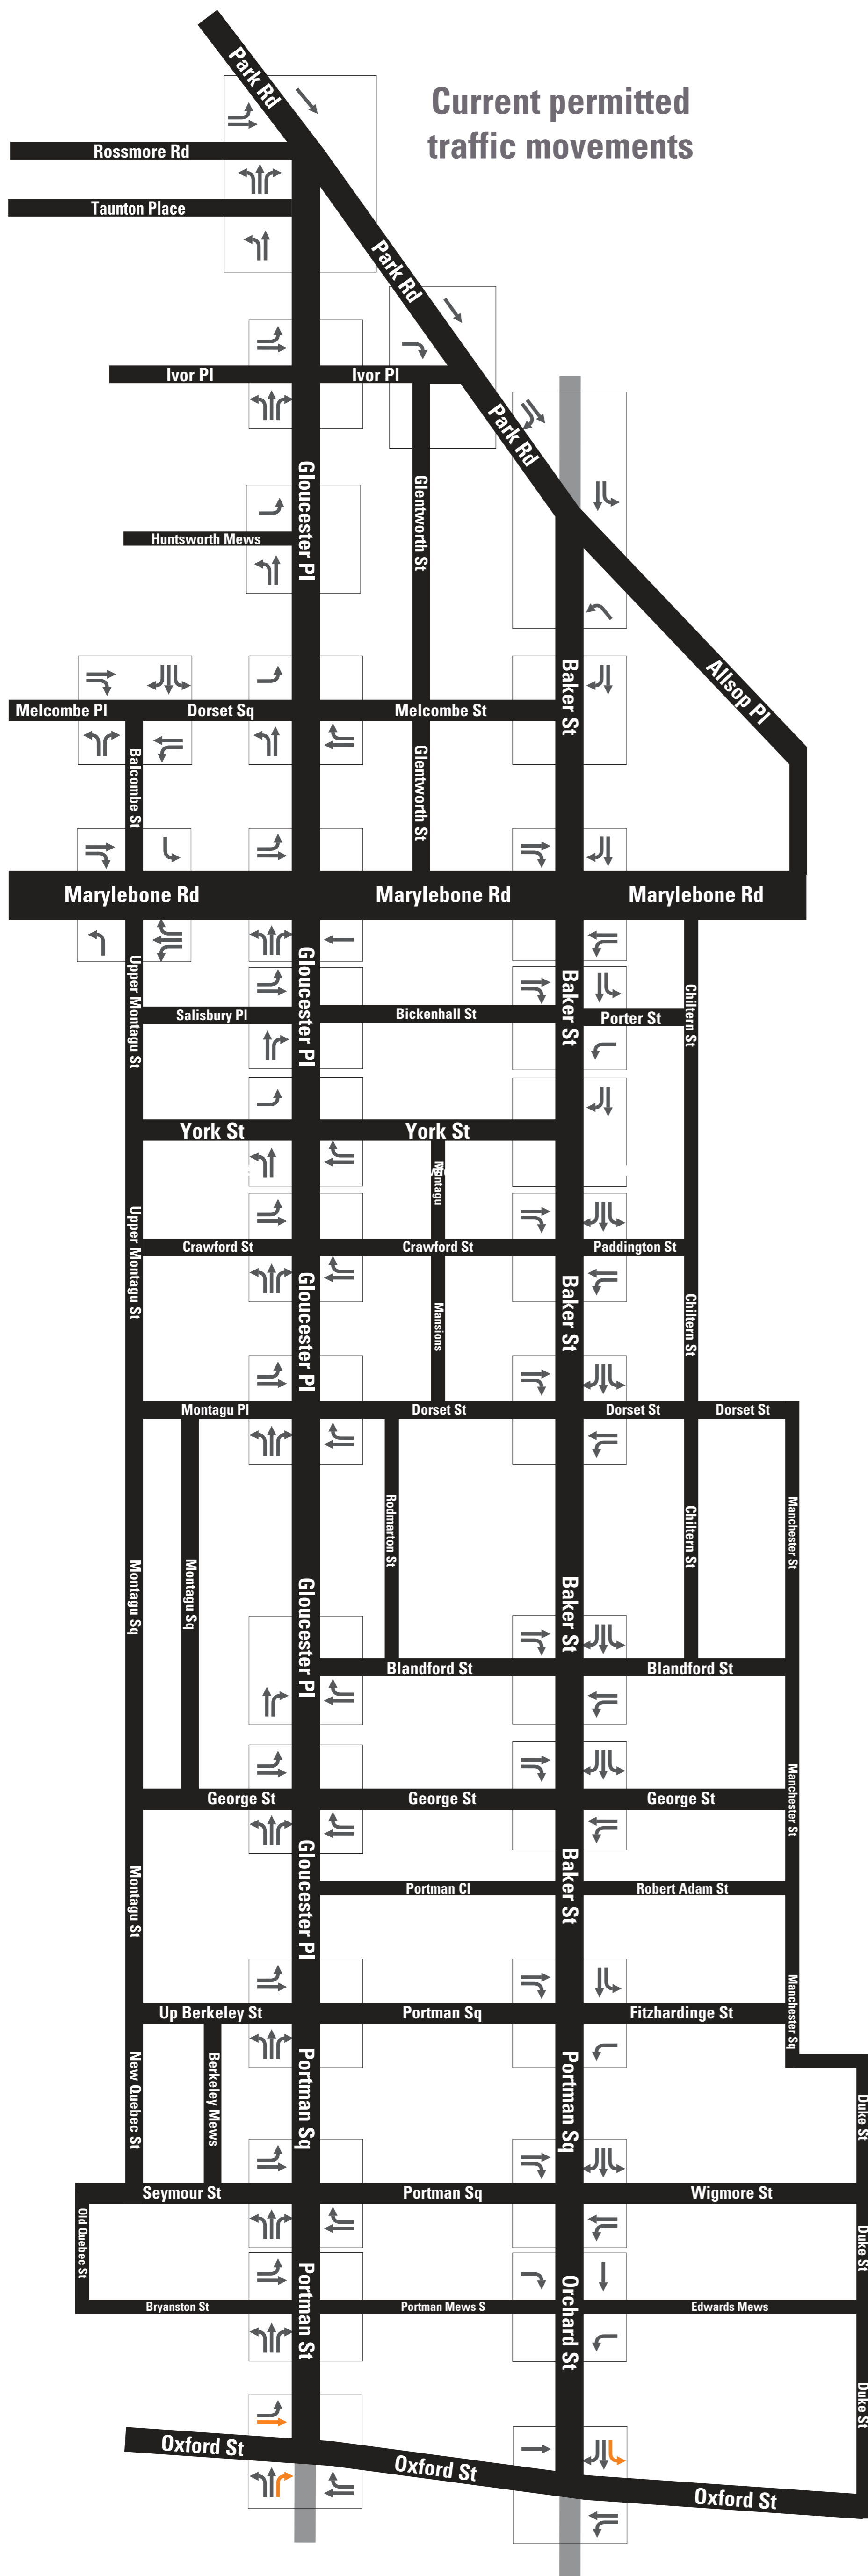 Park Rd
Current permitted
traffic movements
Rossmore Rd
Taunton Place
Park Rd
Ivor Pl
Ivor Pl
Park Rd
Gloucester Pl
Glentworth St
Huntsworth Mews
Baker St
Allsop Pl
Melcombe Pl
Dorset Sq
Melcombe St
Balcombe St
Glentworth St
Marylebone Rd
Marylebone Rd
Marylebone Rd
Upper Montagu St
Gloucester Pl
Baker St
Chiltern St
Salisbury Pl
Bickenhall St
Porter St
York St
York St
Montagu
Upper Montagu St
Crawford St
Crawford St
Paddington St
Gloucester Pl
Mansions
Baker St
Chiltern St
Montagu Pl
Dorset St
Dorset St
Dorset St
Rodmarton St
Chiltern St
Manchester St
Montagu Sq
Montagu Sq
Gloucester Pl
Baker St
Blandford St
Blandford St
George St
George St
George St
Manchester St
Montagu St
Gloucester Pl
Baker St
Portman Cl
Robert Adam St
Up Berkeley St
Portman Sq
Fitzhardinge St
Manchester Sq
New Quebec St
Berkeley Mews
Portman Sq
Portman Sq
Duke St
Seymour St
Portman Sq
Wigmore St
Old Quebec St
Duke St
Portman St
Orchard St
Bryanston St
Portman Mews S
Edwards Mews
Duke St
Oxford St
Oxford St
Oxford St